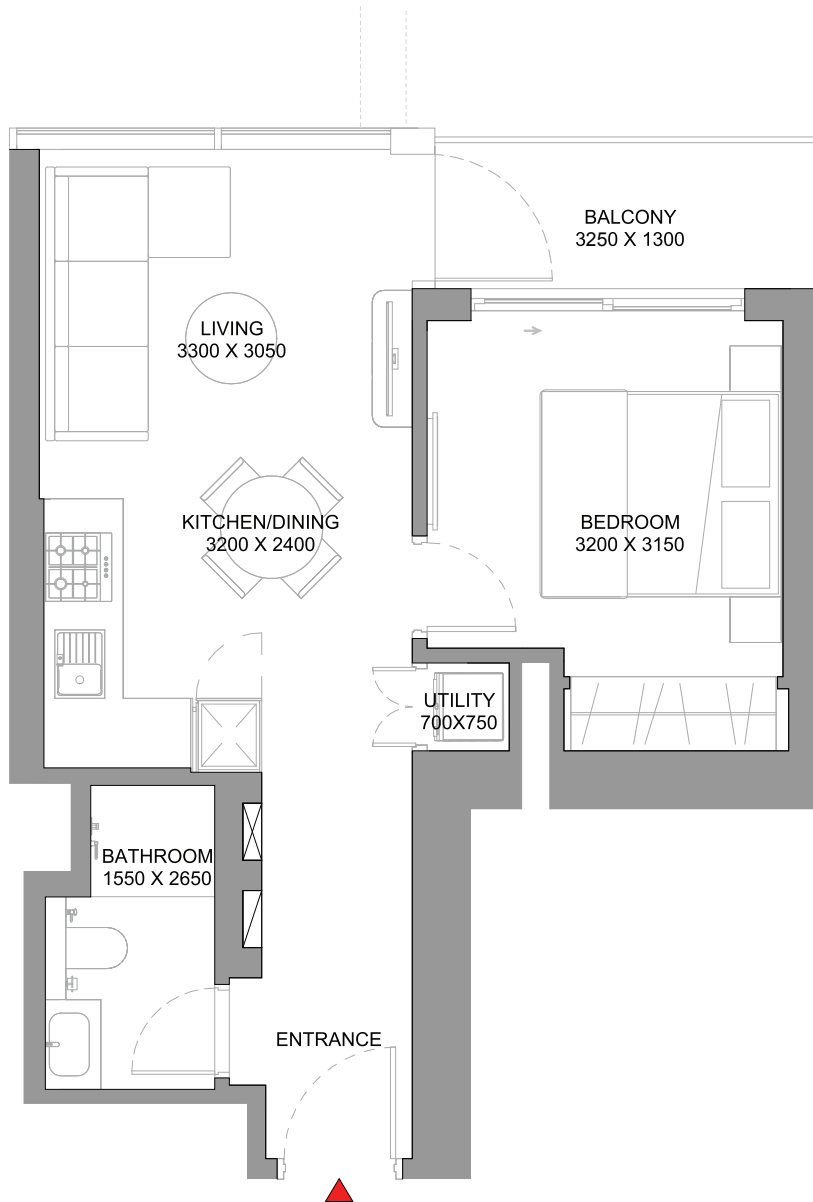 BALCONY
3250 X 1300
LIVING
3300 X 3050
KITCHEN/DINING
3200 X 2400
BEDROOM
3200 X 3150
UTILITY
700X750
BATHROOM
1550 X 2650
ENTRANCE